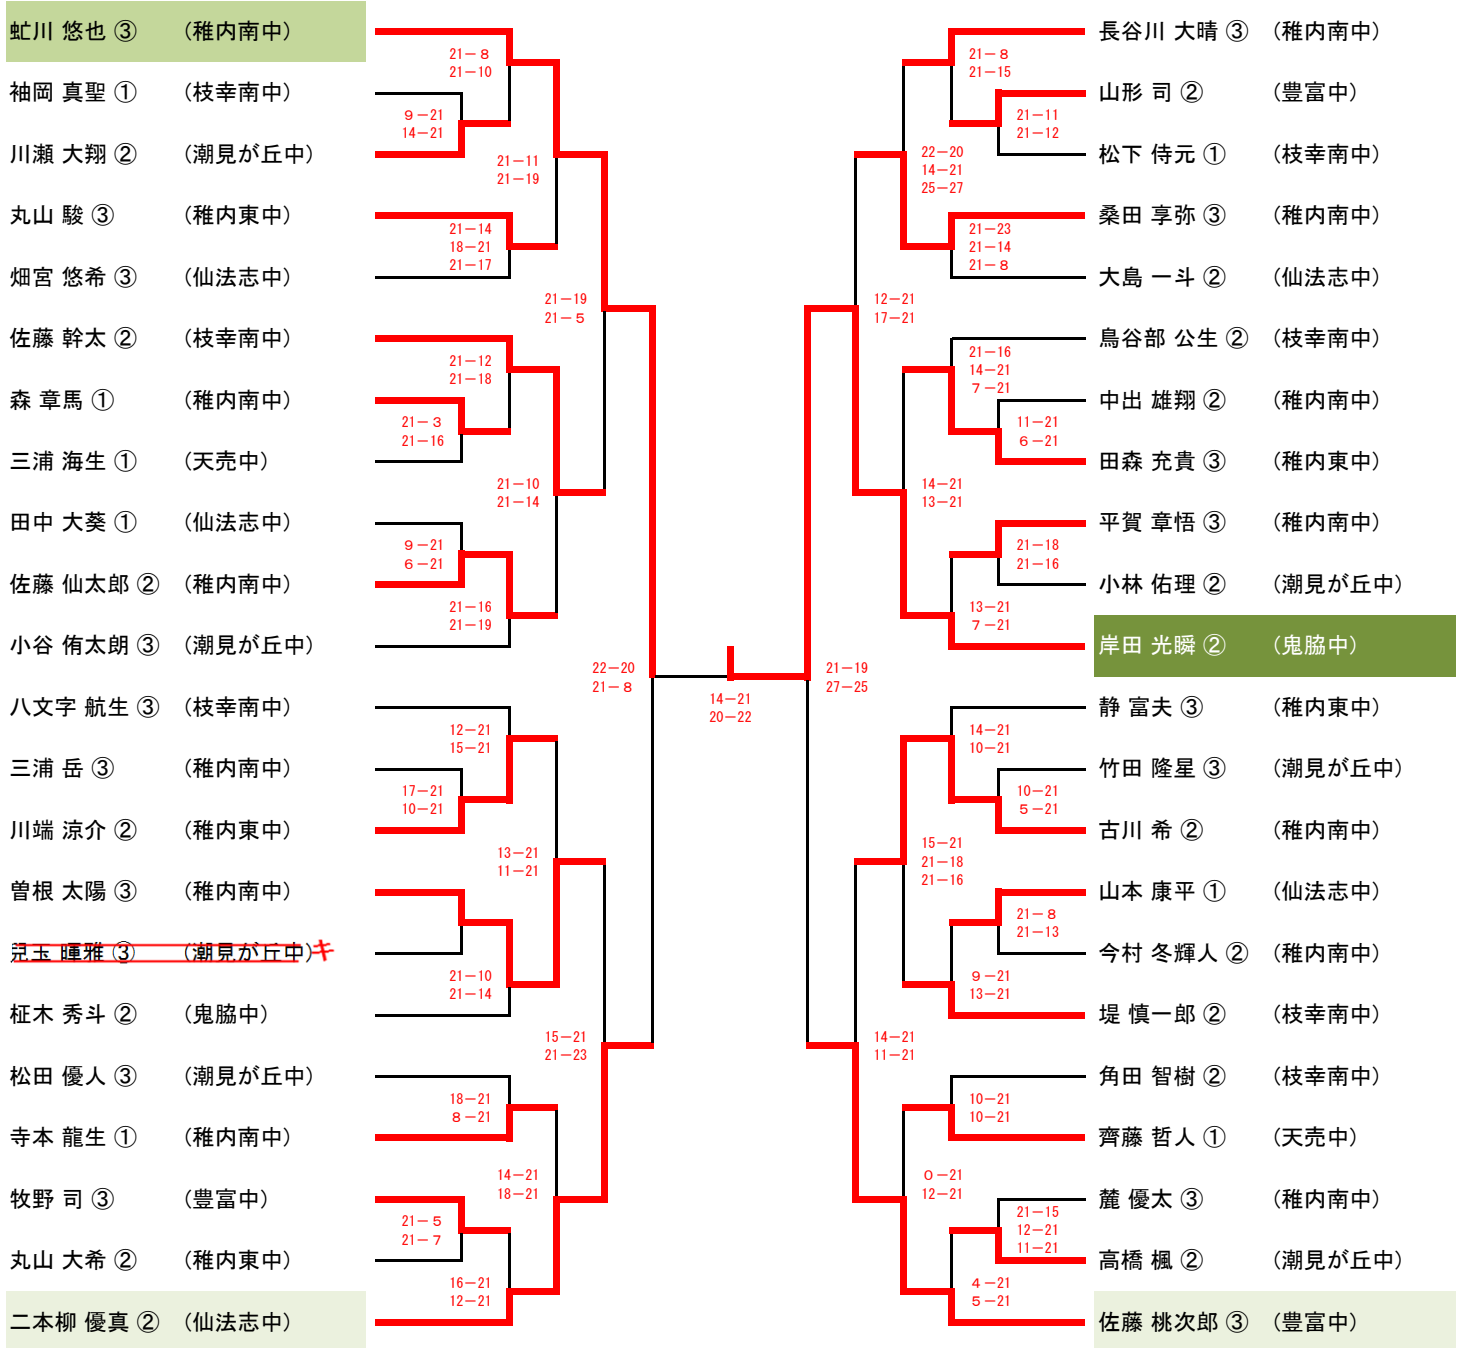 虻川 悠也 ③ (稚内南中)
袖岡 真聖 ① (枝幸南中)
川瀬 大翔 ② (潮見が丘中)
丸山 駿 ③ (稚内東中)
畑宮 悠希 ③ (仙法志中)
佐藤 幹太 ② (枝幸南中)
森 章馬 ① (稚内南中)
三浦 海生 ① (天売中)
田中 大葵 ① (仙法志中)
佐藤 仙太郎 ② (稚内南中)
小谷 侑太朗 ③ (潮見が丘中)
八文字 航生 ③ (枝幸南中)
三浦 岳 ③ (稚内南中)
川端 涼介 ② (稚内東中)
曽根 太陽 ③ (稚内南中)
児玉 暉雅 ③ (潮見が丘中) キ
柾木 秀斗 ② (鬼脇中)
松田 優人 ③ (潮見が丘中)
寺本 龍生 ① (稚内南中)
牧野 司 ③ (豊富中)
丸山 大希 ② (稚内東中)
二本柳 優真 ② (仙法志中)
21－8
21－10
9－21
14－21
21－11
21－19
21－14
18－21
21－17
21－19
21－5
21－12
21－18
21－3
21－16
21－10
21－14
9－21
6－21
21－16
21－19
22－20
21－8
12－21
15－21
17－21
10－21
13－21
11－21
21－10
21－14
15－21
21－23
18－21
8－21
14－21
18－21
21－5
21－7
16－21
12－21
14－21
20－22
21－8
21－15
21－11
21－12
22－20
14－21
25－27
21－23
21－14
21－8
12－21
17－21
21－16
14－21
7－21
11－21
6－21
14－21
13－21
21－18
21－16
13－21
7－21
21－19
27－25
14－21
10－21
10－21
5－21
15－21
21－18
21－16
21－8
21－13
9－21
13－21
14－21
11－21
10－21
10－21
0－21
12－21
21－15
12－21
11－21
4－21
5－21
長谷川 大晴 ③ (稚内南中)
山形 司 ② (豊富中)
松下 侍元 ① (枝幸南中)
桑田 享弥 ③ (稚内南中)
大島 一斗 ② (仙法志中)
鳥谷部 公生 ② (枝幸南中)
中出 雄翔 ② (稚内南中)
田森 充貴 ③ (稚内東中)
平賀 章悟 ③ (稚内南中)
小林 佑理 ② (潮見が丘中)
岸田 光瞬 ② (鬼脇中)
静 富夫 ③ (稚内東中)
竹田 隆星 ③ (潮見が丘中)
古川 希 ② (稚内南中)
山本 康平 ① (仙法志中)
今村 冬輝人 ② (稚内南中)
堤 慎一郎 ② (枝幸南中)
角田 智樹 ② (枝幸南中)
齊藤 哲人 ① (天売中)
麓 優太 ③ (稚内南中)
高橋 楓 ② (潮見が丘中)
佐藤 桃次郎 ③ (豊富中)